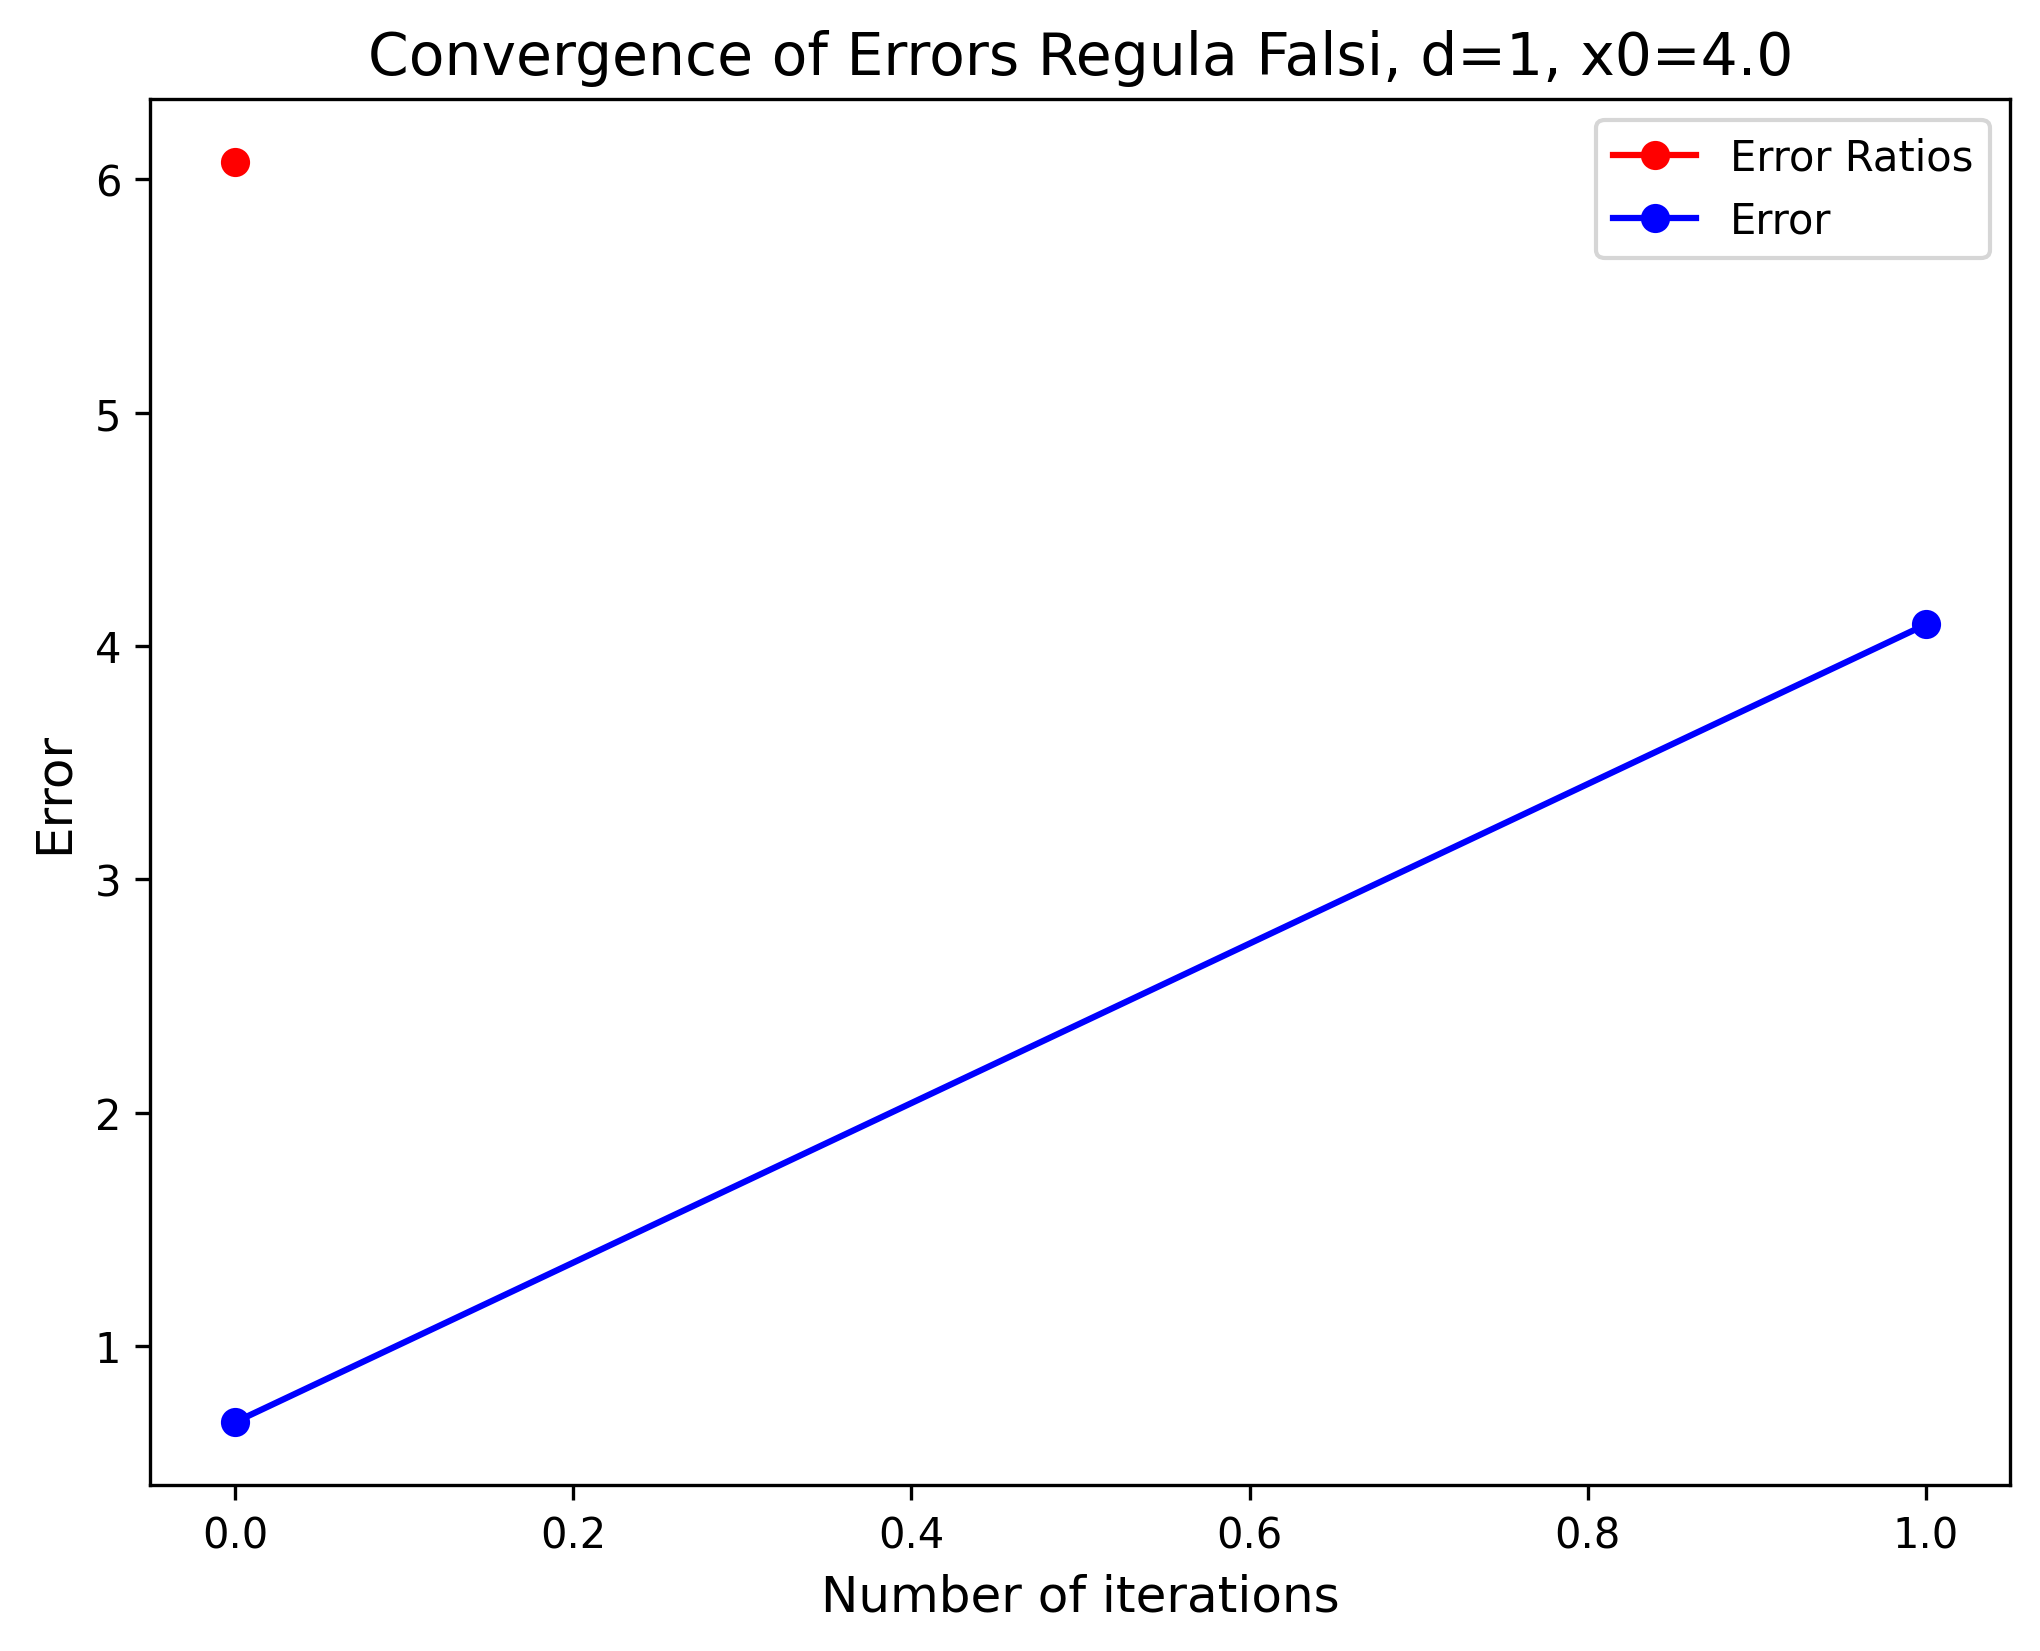 Convergence of Errors Regula Falsi, d=1, x0=4.0
Error Ratios
Error
6
5
4
3
2
1
Error
0.0 0.2 0.4 0.6 0.8 1.0
Number of iterations